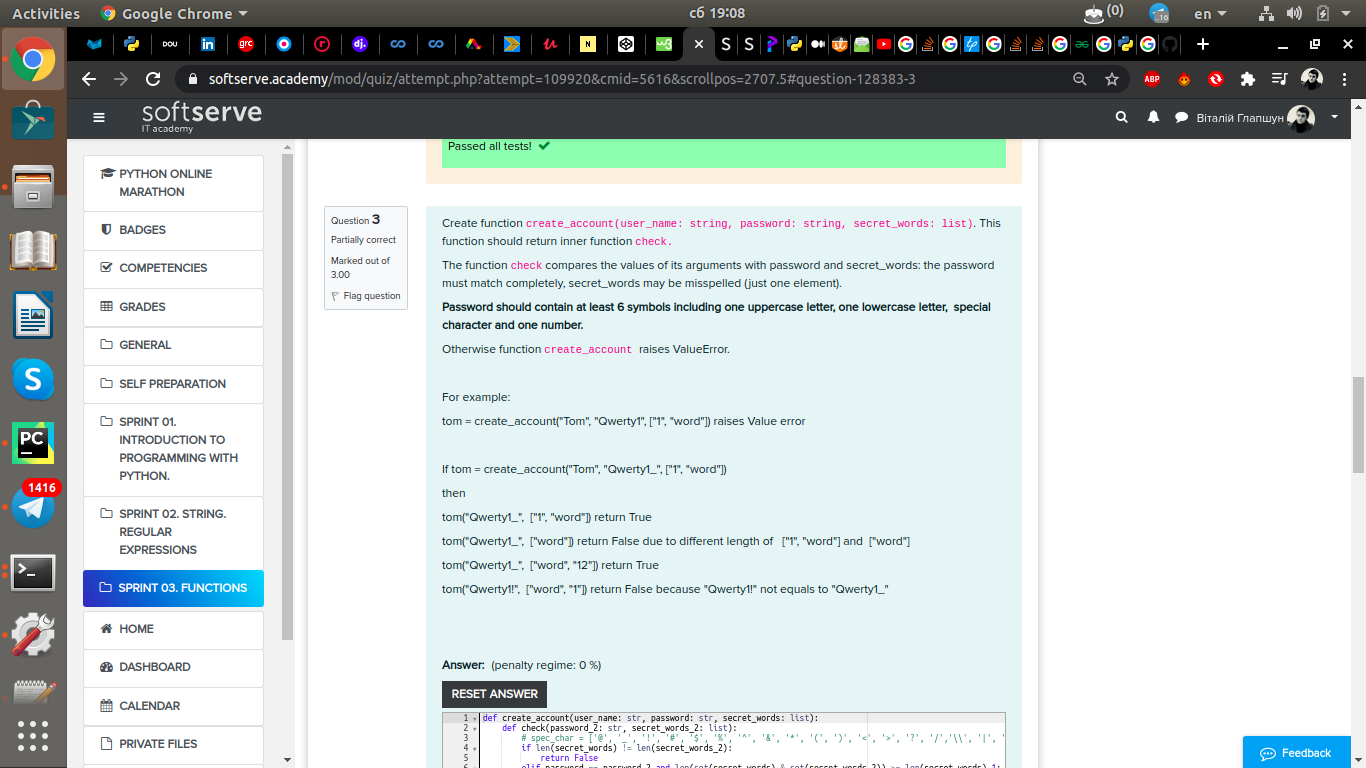 Activities
Google Chrome
сб 19:08
(0)
16
en
DOU
in
grc
dj.
N
S
S
softserve.academy/mod/quiz/attempt.php?attempt=109920&cmid=5616&scrollpos=2707.5#question-128383-3
ABP
softserve
IT academy
Віталій Глапшун
PYTHON ONLINE
MARATHON
BADGES
COMPETENCIES
GRADES
GENERAL
SELF PREPARATION
SPRINT 01.
INTRODUCTION TO
PROGRAMMING WITH
PYTHON.
SPRINT 02. STRING.
REGULAR
EXPRESSIONS
SPRINT 03. FUNCTIONS
HOME
DASHBOARD
CALENDAR
PRIVATE FILES
PC
1416
Passed all tests!
Question 3
Partially correct
Marked out of
3.00
Flag question
Create function create_account(user_name: string, password: string, secret_words: list). This
function should return inner function check.
The function check compares the values of its arguments with password and secret_words: the password
must match completely, secret_words may be misspelled (just one element).
Password should contain at least 6 symbols including one uppercase letter, one lowercase letter,  special
character and one number.
Otherwise function create_account  raises ValueError.
For example:
tom = create_account("Tom", "Qwerty1", ["1", "word"]) raises Value error
If tom = create_account("Tom", "Qwerty1_", ["1", "word"])
then
tom("Qwerty1_",  ["1", "word"]) return True
tom("Qwerty1_",  ["word"]) return False due to different length of   ["1", "word"] and  ["word"]
tom("Qwerty1_",  ["word", "12"]) return True
tom("Qwerty1!",  ["word", "1"]) return False because "Qwerty1!" not equals to "Qwerty1_"
Answer:  (penalty regime: 0 %)
RESET ANSWER
1 def create_account(user_name: str, password: str, secret_words: list):
2     def check(password_2: str, secret_words_2: list):
3         # spec_char = ['@', '_', '!', '#', '$', '%', '^', '&', '*', '(', ')', '<', '>', '?', '/','\\', '|', '
4         if len(secret_words) != len(secret_words_2):
5             return False
6         elif password == password_2 and len(set(secret_words) & set(secret_words_2)) >= len(secret_words)-1:
Feedback